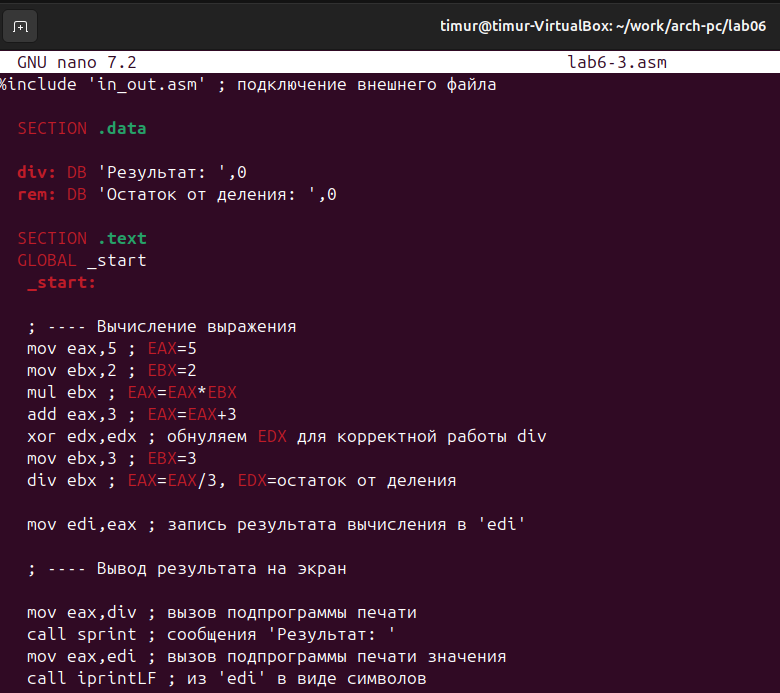 timur@timur-VirtualBox: ~/work/arch-pc/lab06
GNU nano 7.2 lab6-3.asm
%include 'in_out.asm' ; подключение внешнего файла
SECTION .data
div: DB 'Результат: ',0
rem: DB 'Остаток от деления: ',0
SECTION .text
GLOBAL _start
_start:
; ---- Вычисление выражения
mov eax,5 ; EAX=5
mov ebx,2 ; EBX=2
mul ebx ; EAX=EAX*EBX
add eax,3 ; EAX=EAX+3
xor edx,edx ; обнуляем EDX для корректной работы div
mov ebx,3 ; EBX=3
div ebx ; EAX=EAX/3, EDX=остаток от деления
mov edi,eax ; запись результата вычисления в 'edi'
; ---- Вывод результата на экран
mov eax,div ; вызов подпрограммы печати
call sprint ; сообщения 'Результат: '
mov eax,edi ; вызов подпрограммы печати значения
call iprintLF ; из 'edi' в виде символов